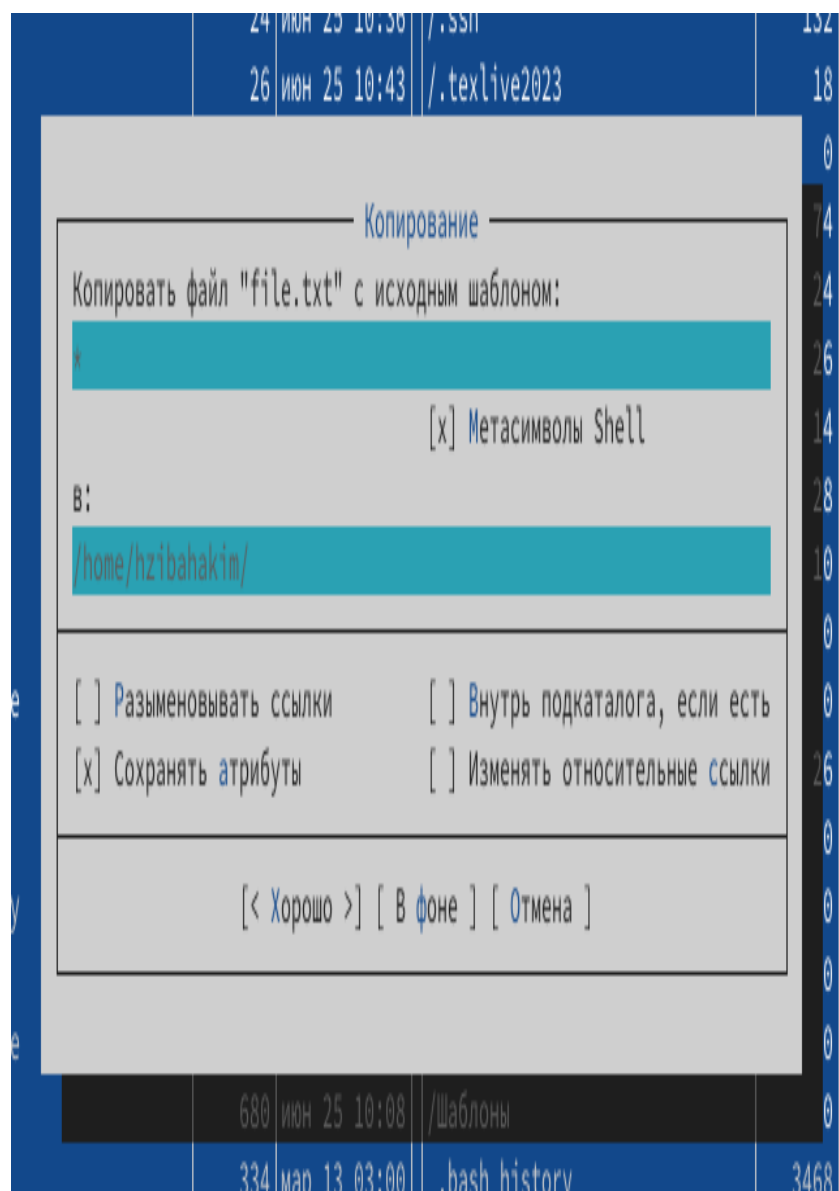 24 июн 25 10:36 /.ssh 132
26 июн 25 10:43 /.texlive2023 18
0
Копирование 74
Копировать файл "file.txt" с исходным шаблоном: 24
* 26
[x] Метасимволы Shell 14
в: 28
/home/hzibahakim/ 10
0
е [ ] Разыменовывать ссылки [ ] Внутрь подкаталога, если есть 0
[x] Сохранять атрибуты [ ] Изменять относительные ссылки 26
0
y [< Хорошо >] [ В фоне ] [ Отмена ] 0
0
e 0
680 июн 25 10:08 /Шаблоны 0
334 мар 13 03:00 .bash_history 3468